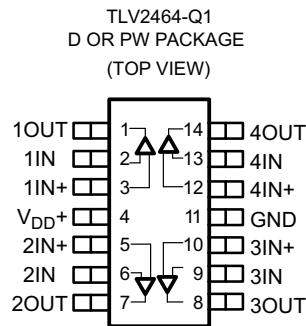 TLV2464-Q1
D OR PW PACKAGE
(TOP VIEW)
1OUT 1 14 4OUT
1IN 2 13 4IN
1IN+ 3 12 4IN+
VDD+ 4 11 GND
2IN+ 5 10 3IN+
2IN 6 9 3IN
2OUT 7 8 3OUT